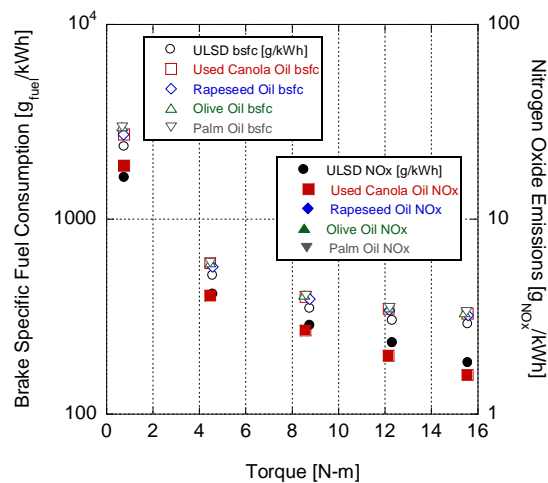 10⁴
1000
100
Brake Specific Fuel Consumption [g_fuel/kWh]
ULSD bsfc [g/kWh]
Used Canola Oil bsfc
Rapeseed Oil bsfc
Olive Oil bsfc
Palm Oil bsfc
ULSD NOx [g/kWh]
Used Canola Oil NOx
Rapeseed Oil NOx
Olive Oil NOx
Palm Oil NOx
100
10
1
Nitrogen Oxide Emissions [g_NOx/kWh]
0 2 4 6 8 10 12 14 16
Torque [N-m]